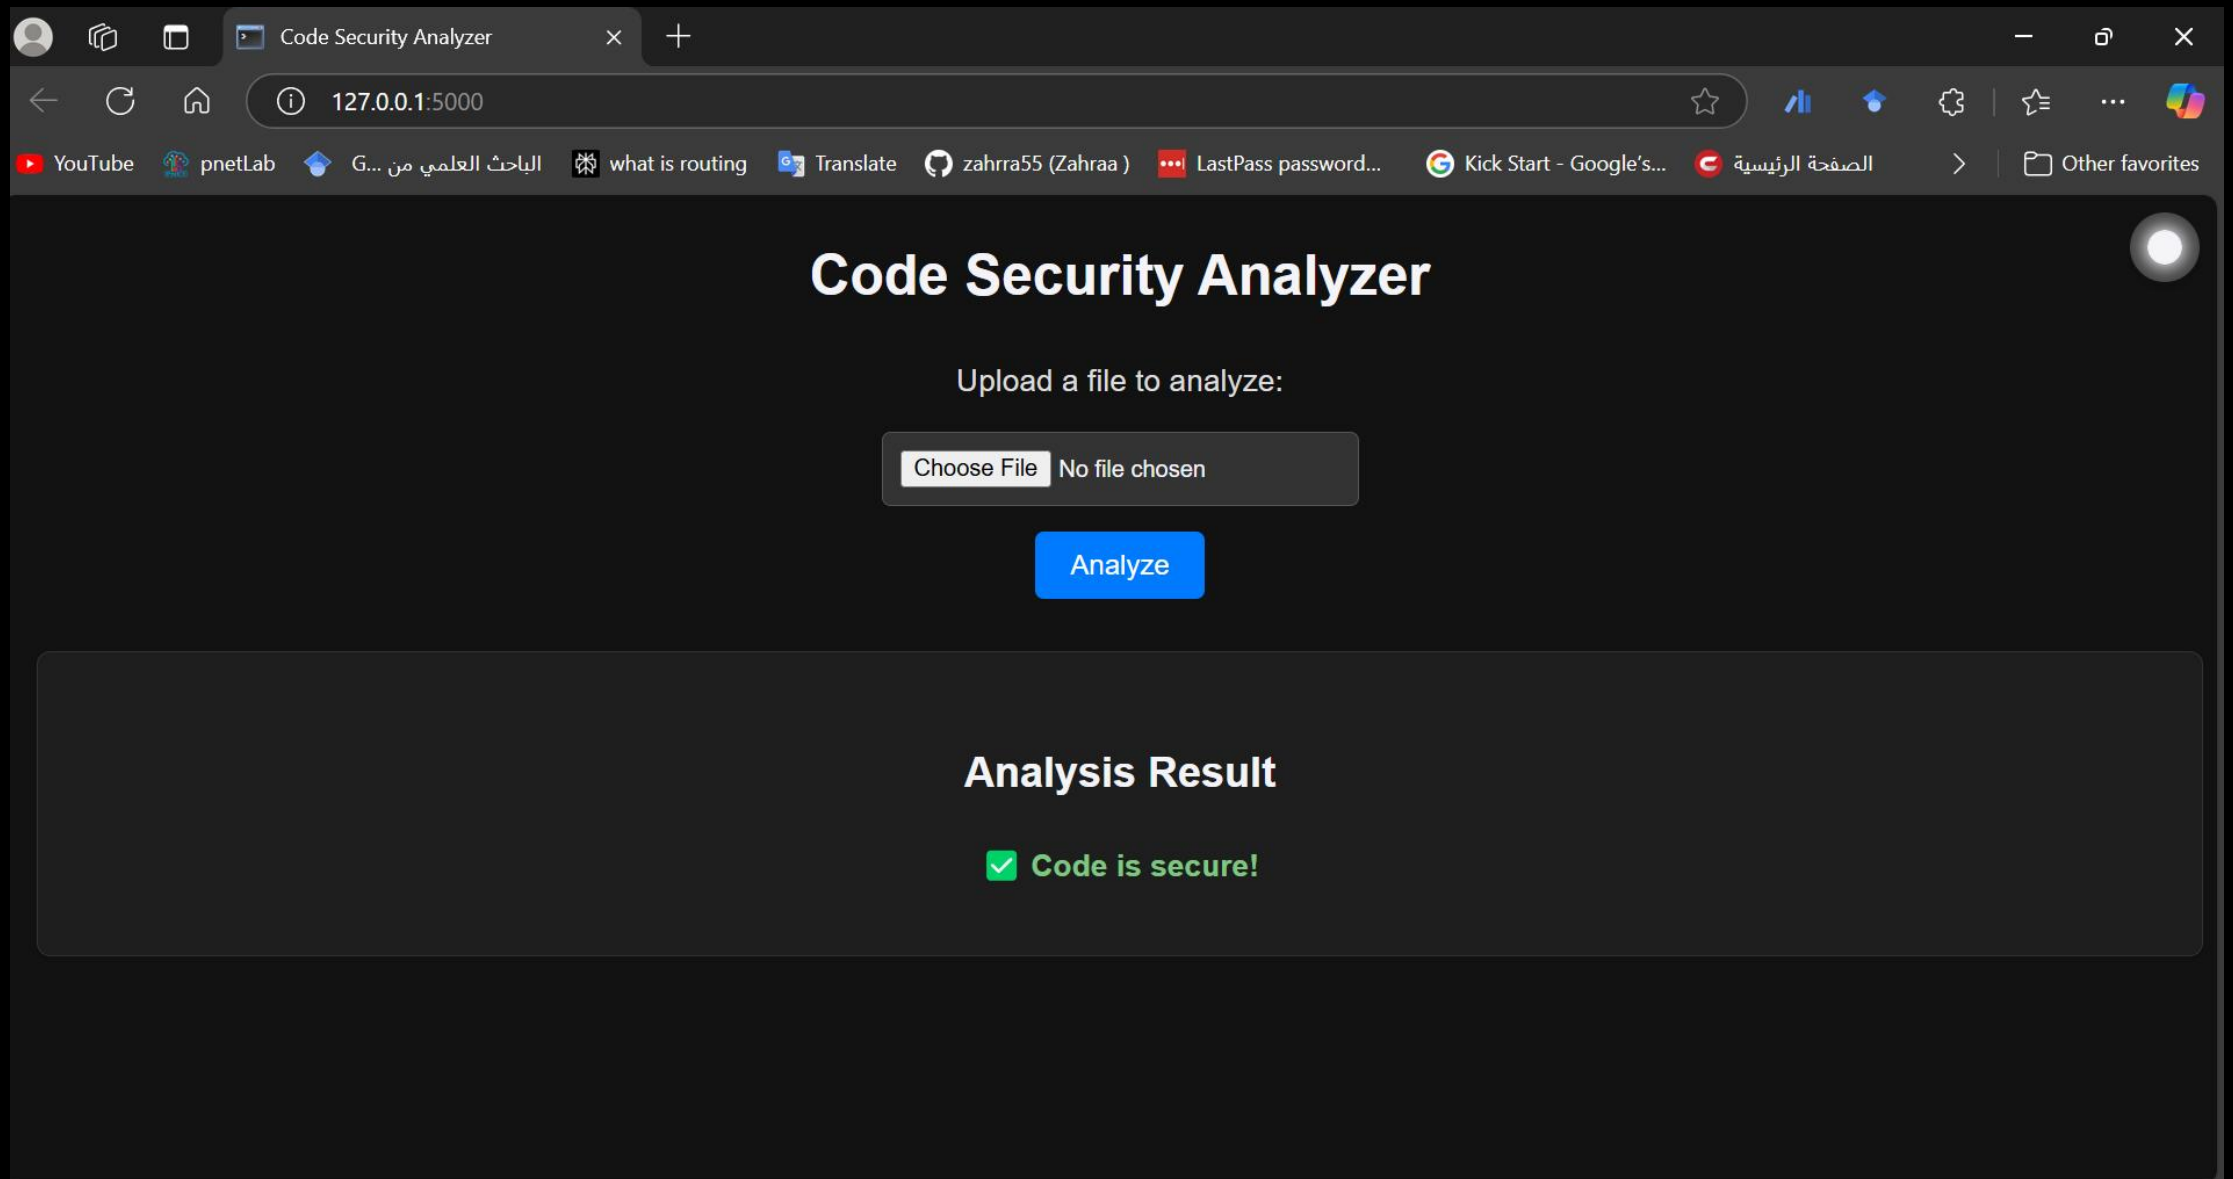 Code Security Analyzer
127.0.0.1:5000
YouTube pnetLab الباحث العلمي من G... what is routing Translate zahrra55 (Zahraa ) LastPass password... Kick Start - Google's... الصفحة الرئيسية Other favorites
Code Security Analyzer
Upload a file to analyze:
Choose File No file chosen
Analyze
Analysis Result
Code is secure!